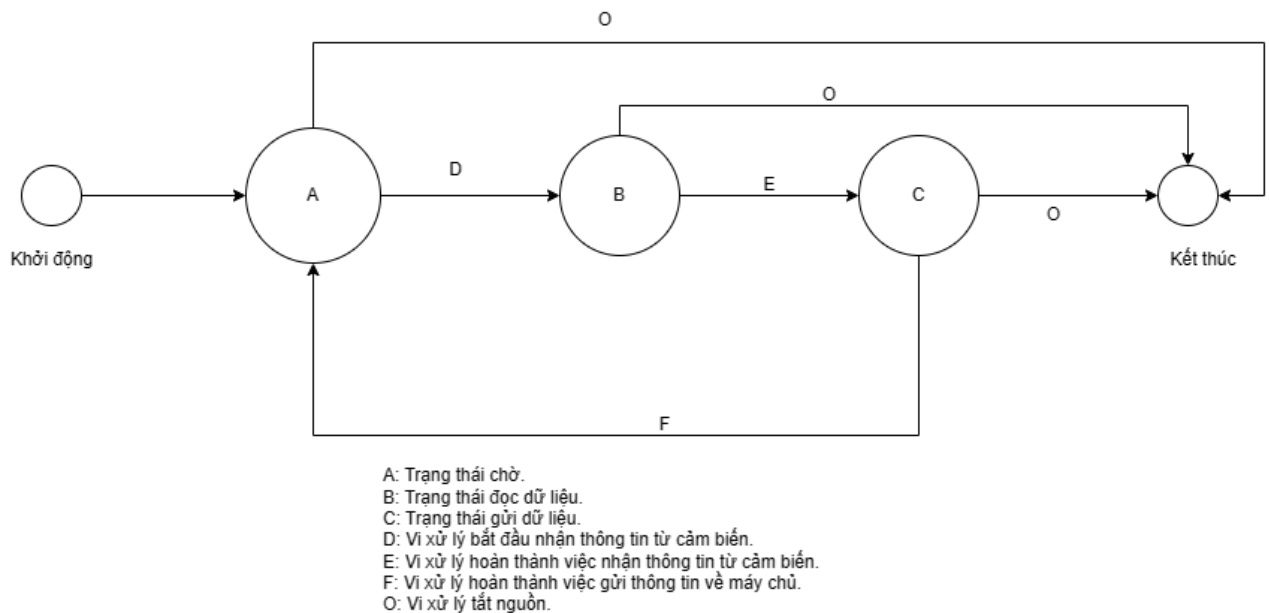 O
O
D
E
A
B
C
O
Khởi động
Kết thúc
F
A: Trạng thái chờ.
B: Trạng thái đọc dữ liệu.
C: Trạng thái gửi dữ liệu.
D: Vi xử lý bắt đầu nhận thông tin từ cảm biến.
E: Vi xử lý hoàn thành việc nhận thông tin từ cảm biến.
F: Vi xử lý hoàn thành việc gửi thông tin về máy chủ.
O: Vi xử lý tắt nguồn.